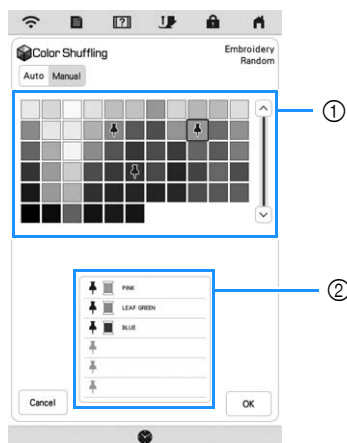 Color Shuffling
Embroidery
Random
Auto Manual
①
PINK
LEAF GREEN
BLUE
②
Cancel
OK